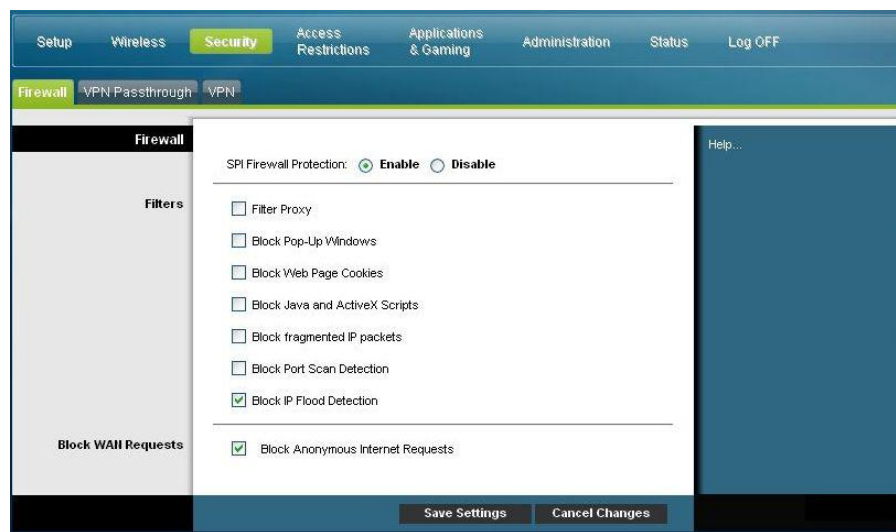 Setup Wireless Security Access Restrictions Applications & Gaming Administration Status Log OFF
Firewall VPN Passthrough VPN
Firewall
Help...
SPI Firewall Protection: Enable Disable
Filters
Filter Proxy
Block Pop-Up Windows
Block Web Page Cookies
Block Java and ActiveX Scripts
Block fragmented IP packets
Block Port Scan Detection
Block IP Flood Detection
Block WAN Requests
Block Anonymous Internet Requests
Save Settings Cancel Changes